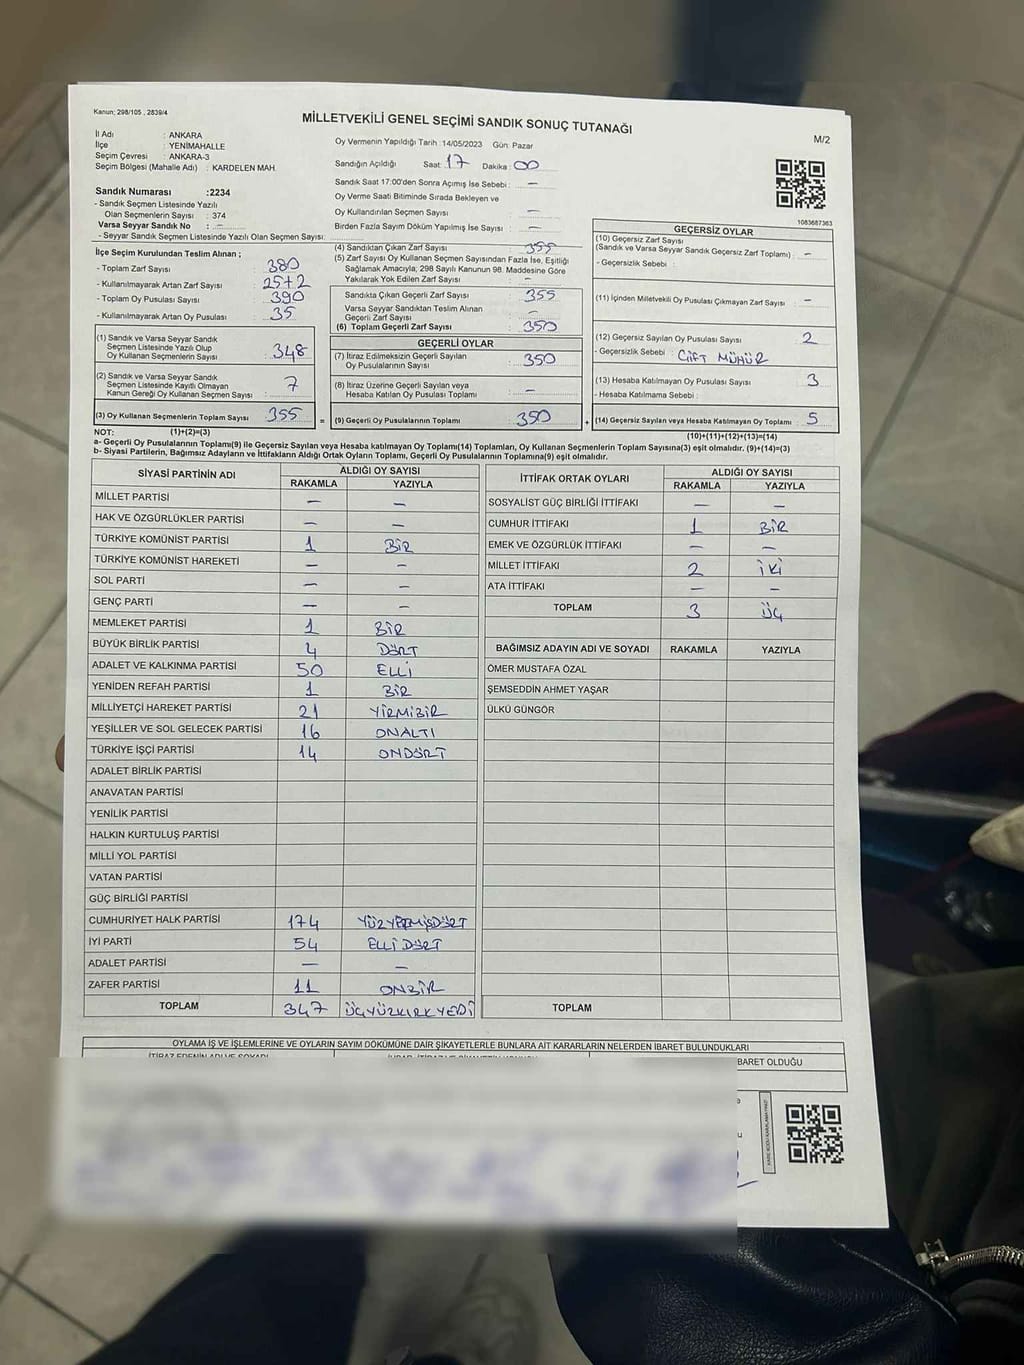 Kanun; 298/105 , 2839/4
MİLLETVEKİLİ GENEL SEÇİMİ SANDIK SONUÇ TUTANAĞI
M/2
İl Adı : ANKARA
İlçe : YENİMAHALLE
Seçim Çevresi : ANKARA-3
Seçim Bölgesi (Mahalle Adı) : KARDELEN MAH.
Sandık Numarası :2234
- Sandık Seçmen Listesinde Yazılı
Olan Seçmenlerin Sayısı : 374
Varsa Seyyar Sandık No : -
- Seyyar Sandık Seçmen Listesinde Yazılı Olan Seçmen Sayısı:
Oy Vermenin Yapıldığı Tarih :14/05/2023 Gün: Pazar
Sandığın Açıldığı Saat: 17 Dakika : 00
Sandık Saat 17:00'den Sonra Açılmış İse Sebebi : -
Oy Verme Saati Bitiminde Sırada Bekleyen ve
Oy Kullandırılan Seçmen Sayısı -
Birden Fazla Sayım Döküm Yapılmış İse Sayısı : -
1083687363
İlçe Seçim Kurulundan Teslim Alınan ;
- Toplam Zarf Sayısı : 380
- Kullanılmayarak Artan Zarf Sayısı : 25+2
- Toplam Oy Pusulası Sayısı : 390
- Kullanılmayarak Artan Oy Pusulası : 35
(1) Sandık ve Varsa Seyyar Sandık
Seçmen Listesinde Yazılı Olup
Oy Kullanan Seçmenlerin Sayısı : 348
(2) Sandık ve Varsa Seyyar Sandık
Seçmen Listesinde Kayıtlı Olmayan
Kanun Gereği Oy Kullanan Seçmen Sayısı : 7
(3) Oy Kullanan Seçmenlerin Toplam Sayısı 355 =
(1)+(2)=(3)
(4) Sandıktan Çıkan Zarf Sayısı : 355
(5) Zarf Sayısı Oy Kullanan Seçmen Sayısından Fazla İse, Eşitliği
Sağlamak Amacıyla; 298 Sayılı Kanunun 98. Maddesine Göre
Yakılarak Yok Edilen Zarf Sayısı : -
Sandıkta Çıkan Geçerli Zarf Sayısı : 355
Varsa Seyyar Sandıktan Teslim Alınan
Geçerli Zarf Sayısı : -
(6) Toplam Geçerli Zarf Sayısı : 350
GEÇERLİ OYLAR
(7) İtiraz Edilmeksizin Geçerli Sayılan
Oy Pusulalarının Sayısı : 350
(8) İtiraz Üzerine Geçerli Sayılan veya
Hesaba Katılan Oy Pusulası Toplamı : -
(9) Geçerli Oy Pusulalarının Toplamı : 350 +
GEÇERSİZ OYLAR
(10) Geçersiz Zarf Sayısı
(Sandık ve Varsa Seyyar Sandık Geçersiz Zarf Toplamı) : -
- Geçersizlik Sebebi :
(11) İçinden Milletvekili Oy Pusulası Çıkmayan Zarf Sayısı : -
(12) Geçersiz Sayılan Oy Pusulası Sayısı : 2
- Geçersizlik Sebebi : ÇİFT MÜHÜR
(13) Hesaba Katılmayan Oy Pusulası Sayısı : 3
- Hesaba Katılmama Sebebi :
(14) Geçersiz Sayılan veya Hesaba Katılmayan Oy Toplamı : 5
(10)+(11)+(12)+(13)=(14)
NOT:
a- Geçerli Oy Pusulalarının Toplamı(9) ile Geçersiz Sayılan veya Hesaba katılmayan Oy Toplamı(14) Toplamları, Oy Kullanan Seçmenlerin Toplam Sayısına(3) eşit olmalıdır. (9)+(14)=(3)
b- Siyasi Partilerin, Bağımsız Adayların ve İttifakların Aldığı Ortak Oyların Toplamı, Geçerli Oy Pusulalarının Toplamına(9) eşit olmalıdır.
SİYASİ PARTİNİN ADI ALDIĞI OY SAYISI
RAKAMLA YAZIYLA
MİLLET PARTİSİ - -
HAK VE ÖZGÜRLÜKLER PARTİSİ - -
TÜRKİYE KOMÜNİST PARTİSİ 1 BİR
TÜRKİYE KOMÜNİST HAREKETİ - -
SOL PARTİ - -
GENÇ PARTİ - -
MEMLEKET PARTİSİ 1 BİR
BÜYÜK BİRLİK PARTİSİ 4 DÖRT
ADALET VE KALKINMA PARTİSİ 50 ELLİ
YENİDEN REFAH PARTİSİ 1 BİR
MİLLİYETÇİ HAREKET PARTİSİ 21 YİRMİBİR
YEŞİLLER VE SOL GELECEK PARTİSİ 16 ONALTI
TÜRKİYE İŞÇİ PARTİSİ 14 ONDÖRT
ADALET BİRLİK PARTİSİ
ANAVATAN PARTİSİ
YENİLİK PARTİSİ
HALKIN KURTULUŞ PARTİSİ
MİLLİ YOL PARTİSİ
VATAN PARTİSİ
GÜÇ BİRLİĞİ PARTİSİ
CUMHURİYET HALK PARTİSİ 174 YÜZYETMİŞDÖRT
İYİ PARTİ 54 ELLİDÖRT
ADALET PARTİSİ - -
ZAFER PARTİSİ 11 ONBİR
TOPLAM 347 ÜÇYÜZKIRKYEDİ
İTTİFAK ORTAK OYLARI ALDIĞI OY SAYISI
RAKAMLA YAZIYLA
SOSYALİST GÜÇ BİRLİĞİ İTTİFAKI - -
CUMHUR İTTİFAKI 1 BİR
EMEK VE ÖZGÜRLÜK İTTİFAKI - -
MİLLET İTTİFAKI 2 İKİ
ATA İTTİFAKI - -
TOPLAM 3 ÜÇ
BAĞIMSIZ ADAYIN ADI VE SOYADI RAKAMLA YAZIYLA
ÖMER MUSTAFA ÖZAL
ŞEMSEDDİN AHMET YAŞAR
ÜLKÜ GÜNGÖR
TOPLAM
OYLAMA İŞ VE İŞLEMLERİNE VE OYLARIN SAYIM DÖKÜMÜNE DAİR ŞİKAYETLERLE BUNLARA AİT KARARLARIN NELERDEN İBARET BULUNDUKLARI
İTİRAZ EDENİN ADI VE SOYADI
BARET OLDUĞU